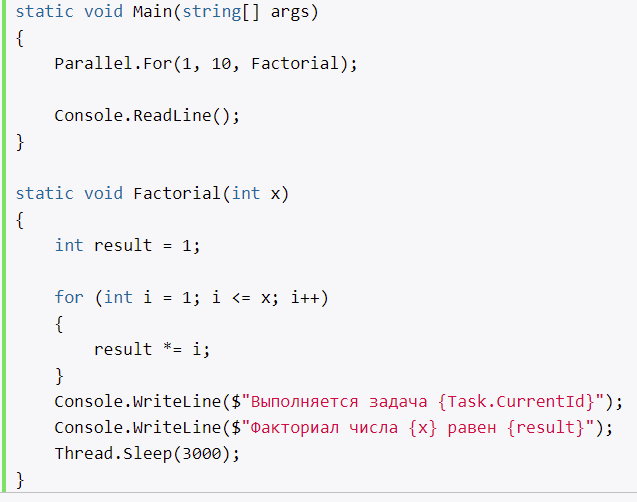 static void Main(string[] args)
{
    Parallel.For(1, 10, Factorial);
    Console.ReadLine();
}
static void Factorial(int x)
{
    int result = 1;
    for (int i = 1; i <= x; i++)
    {
        result *= i;
    }
    Console.WriteLine($"Выполняется задача {Task.CurrentId}");
    Console.WriteLine($"Факториал числа {x} равен {result}");
    Thread.Sleep(3000);
}